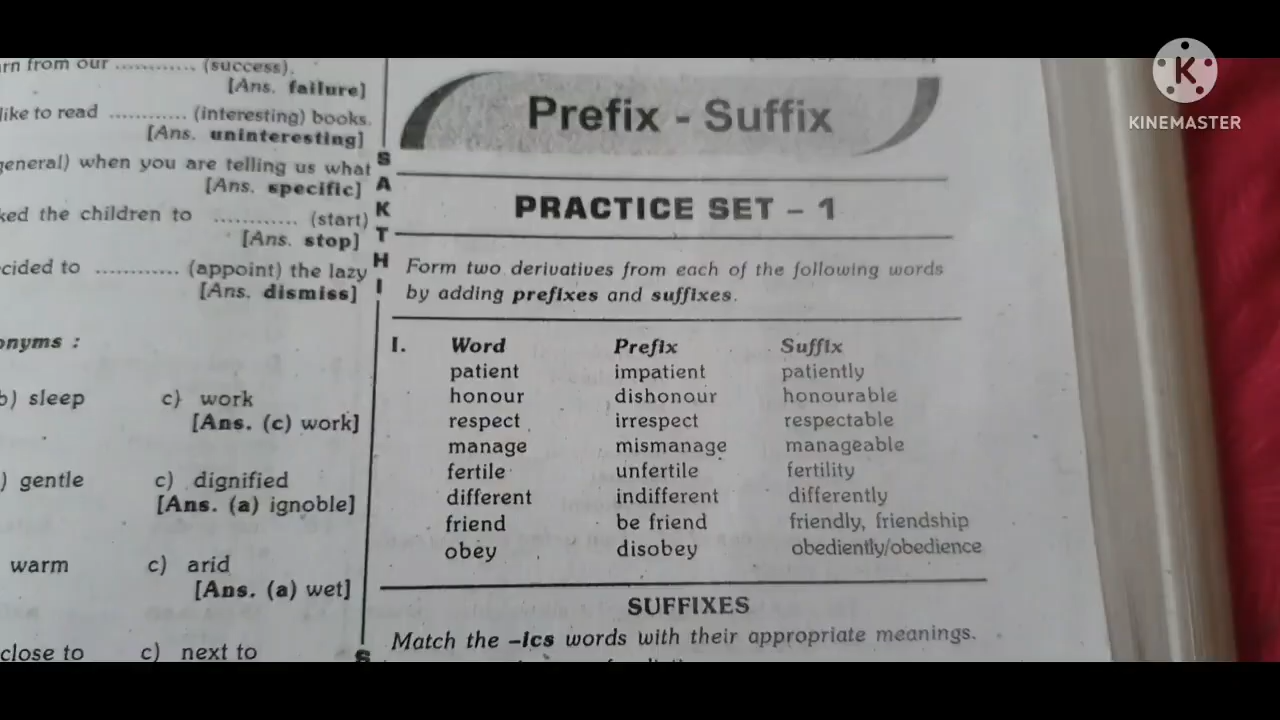 rn from our ............ (success).
[Ans. failure]
like to read ............ (interesting) books.
[Ans. uninteresting]
general) when you are telling us what
[Ans. specific]
ked the children to ............ (start)
[Ans. stop]
cided to ............ (appoint) the lazy
[Ans. dismiss]
onyms :
b) sleep c) work
[Ans. (c) work]
) gentle c) dignified
[Ans. (a) ignoble]
warm c) arid
[Ans. (a) wet]
close to c) next to
S
A
K
T
H
I
S
Prefix - Suffix
PRACTICE SET – 1
Form two derivatives from each of the following words
by adding prefixes and suffixes.
I. Word Prefix Suffix
patient impatient patiently
honour dishonour honourable
respect irrespect respectable
manage mismanage manageable
fertile unfertile fertility
different indifferent differently
friend be friend friendly, friendship
obey disobey obediently/obedience
SUFFIXES
Match the –ics words with their appropriate meanings.
K
KINEMASTER